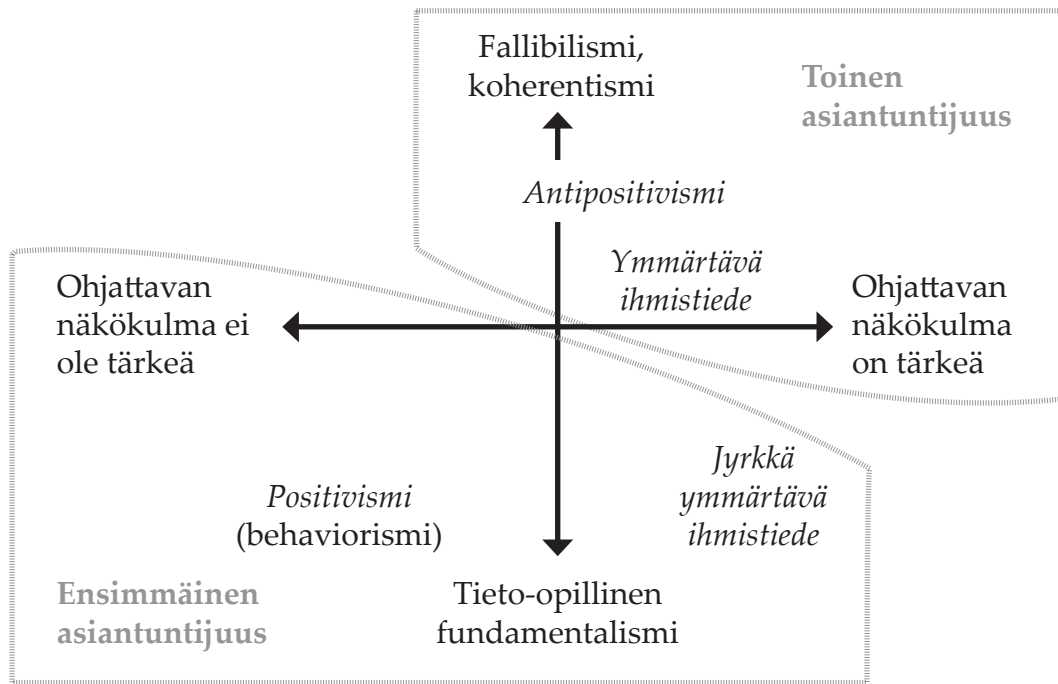 Fallibilismi,
koherentismi
Toinen
asiantuntijuus
Antipositivismi
Ymmärtävä
ihmistiede
Ohjattavan
näkökulma ei
ole tärkeä
Ohjattavan
näkökulma
on tärkeä
Jyrkkä
ymmärtävä
ihmistiede
Positivismi
(behaviorismi)
Ensimmäinen
asiantuntijuus
Tieto-opillinen
fundamentalismi